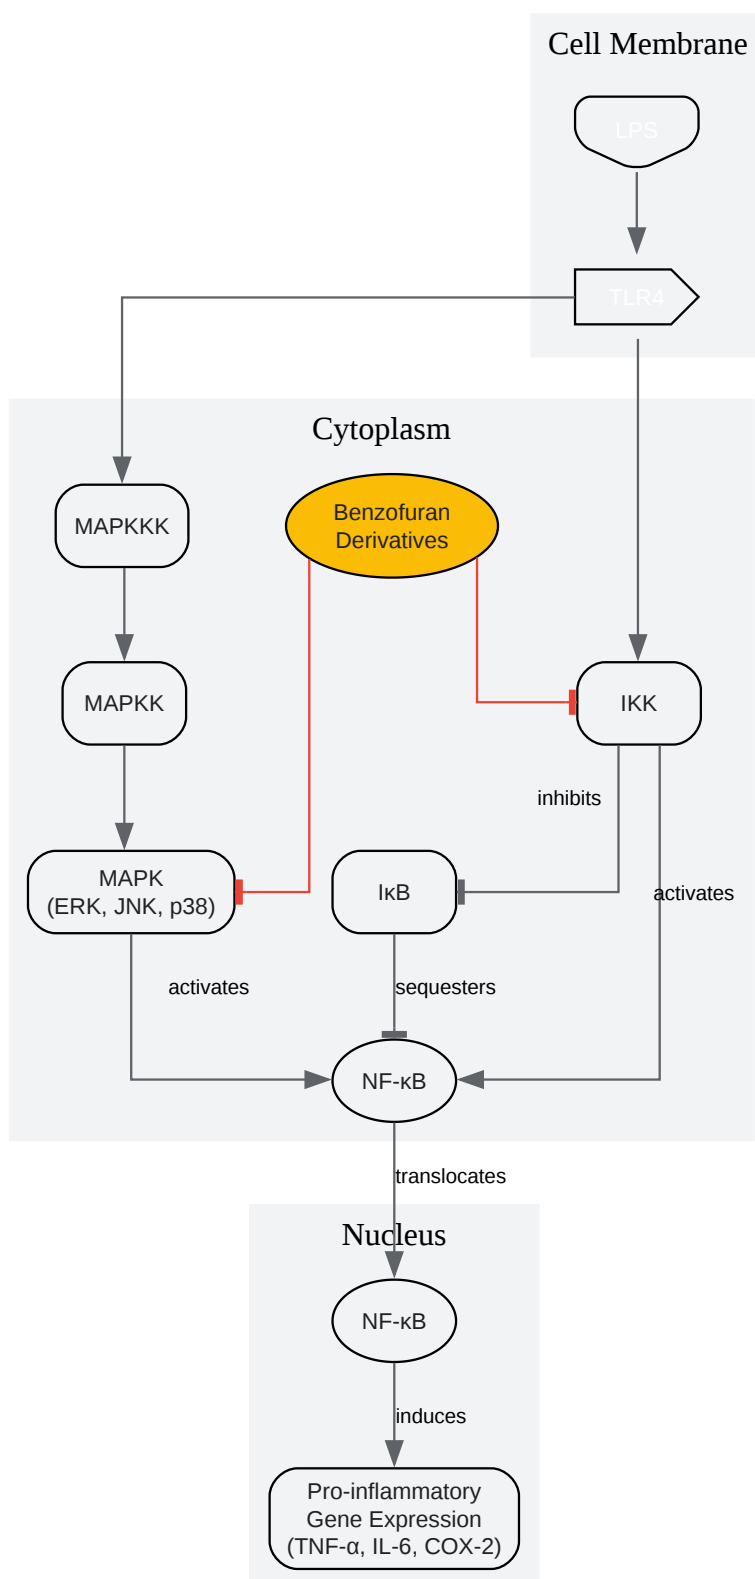 Cell Membrane
LPS
TLR4
Cytoplasm
MAPKKK
Benzofuran
Derivatives
MAPKK
IKK
inhibits
MAPK
(ERK, JNK, p38)
IκB
activates
activates
sequesters
NF-κB
translocates
Nucleus
NF-κB
induces
Pro-inflammatory
Gene Expression
(TNF-α, IL-6, COX-2)